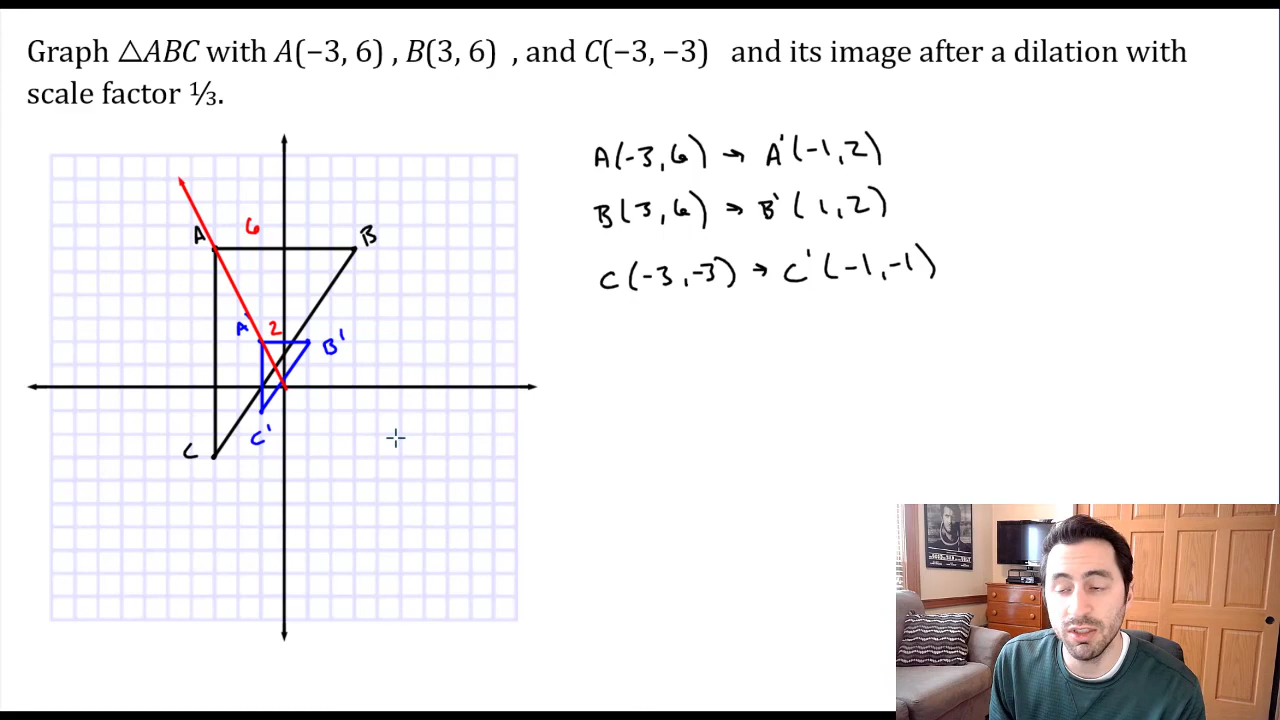 Graph △ABC with A(−3, 6) , B(3, 6) , and C(−3, −3) and its image after a dilation with
scale factor ⅓.
A(-3,6) → A'(-1,2)
B(3,6) → B'(1,2)
C(-3,-3) → C'(-1,-1)
A
6
B
A'
2
B'
C'
C